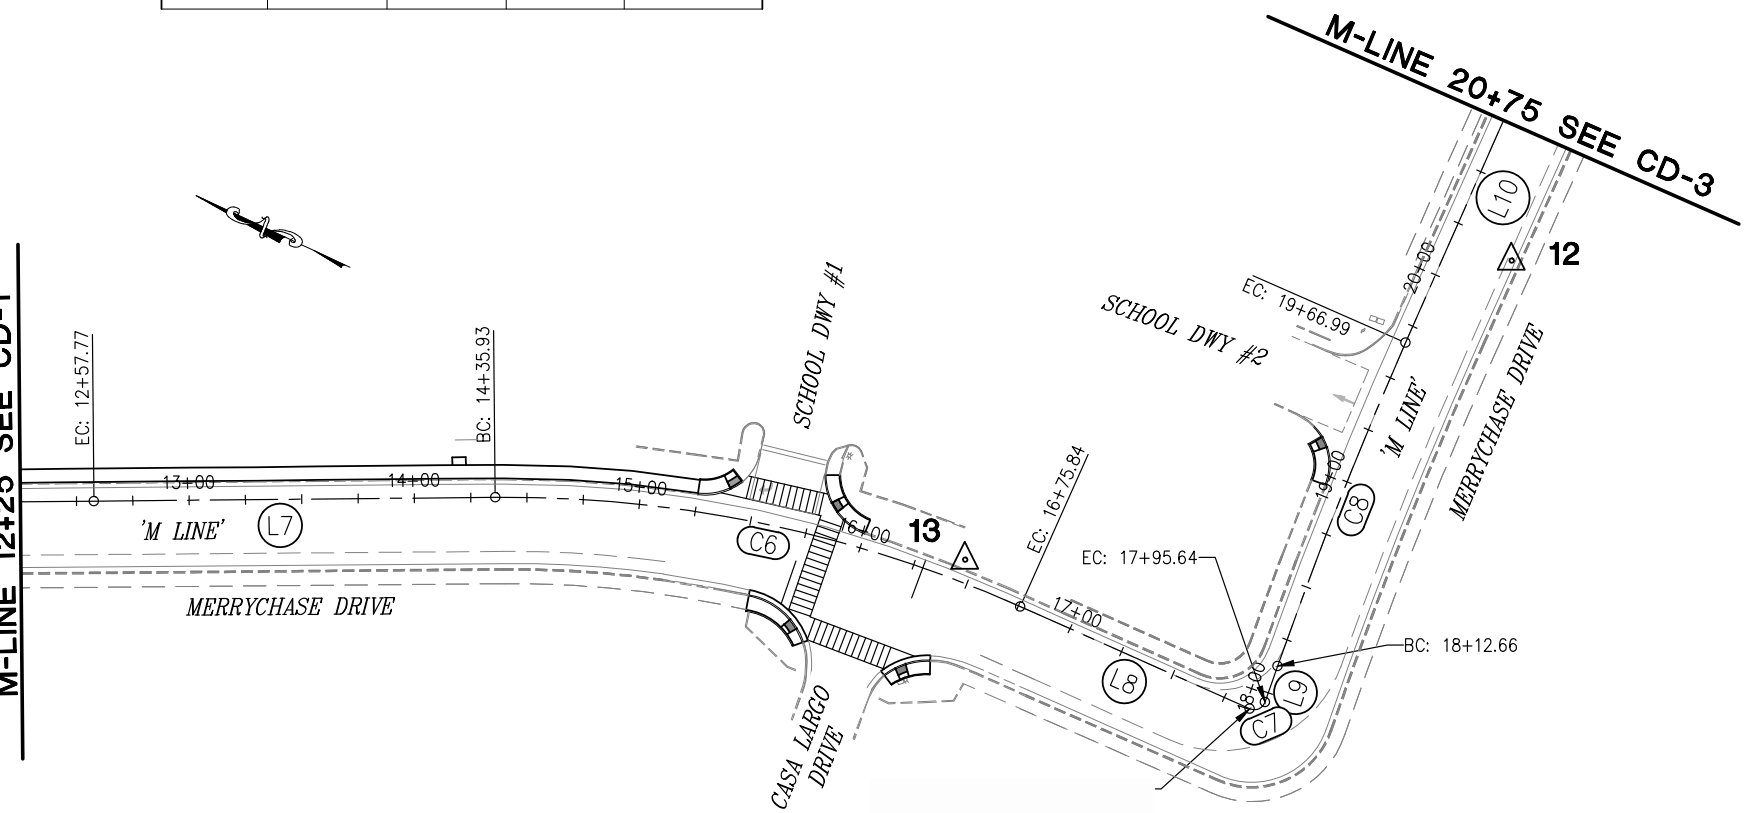 M-LINE 20+75 SEE CD-3
L10
12
20+00
EC: 19+66.99
SCHOOL DWY #1
SCHOOL DWY #2
M-LINE 12+25 SEE CD-1
EC: 12+57.77
BC: 14+35.93
'M LINE'
MERRYCHASE DRIVE
13+00
14+00
15+00
19+00
C8
'M LINE'
L7
C6
16+00
13
EC: 16+75.84
EC: 17+95.64
MERRYCHASE DRIVE
17+00
BC: 18+12.66
L8
18+00
L9
C7
CASA LARGO
DRIVE